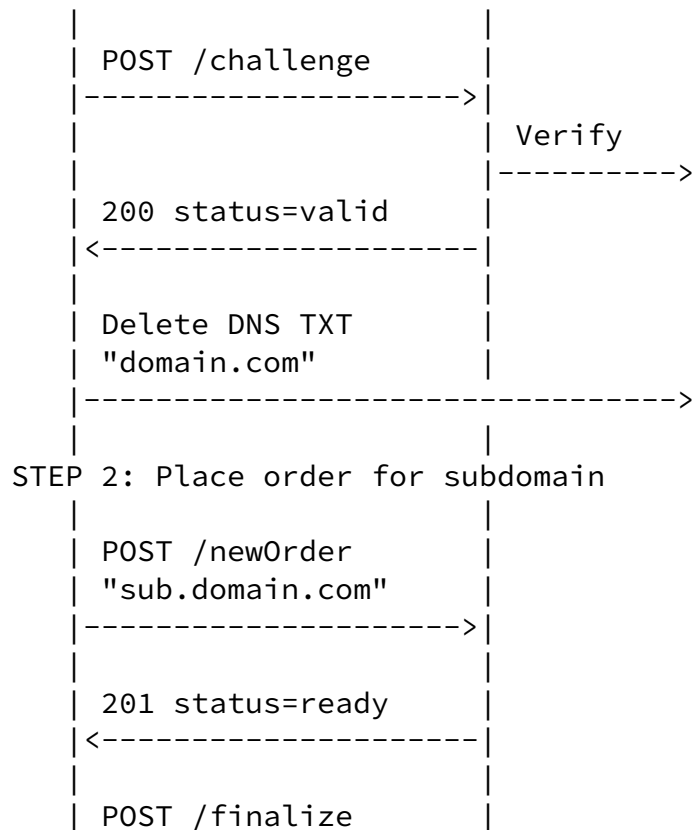 POST /challenge
Verify
200 status=valid
Delete DNS TXT
"domain.com"
STEP 2: Place order for subdomain
POST /newOrder
"sub.domain.com"
201 status=ready
POST /finalize